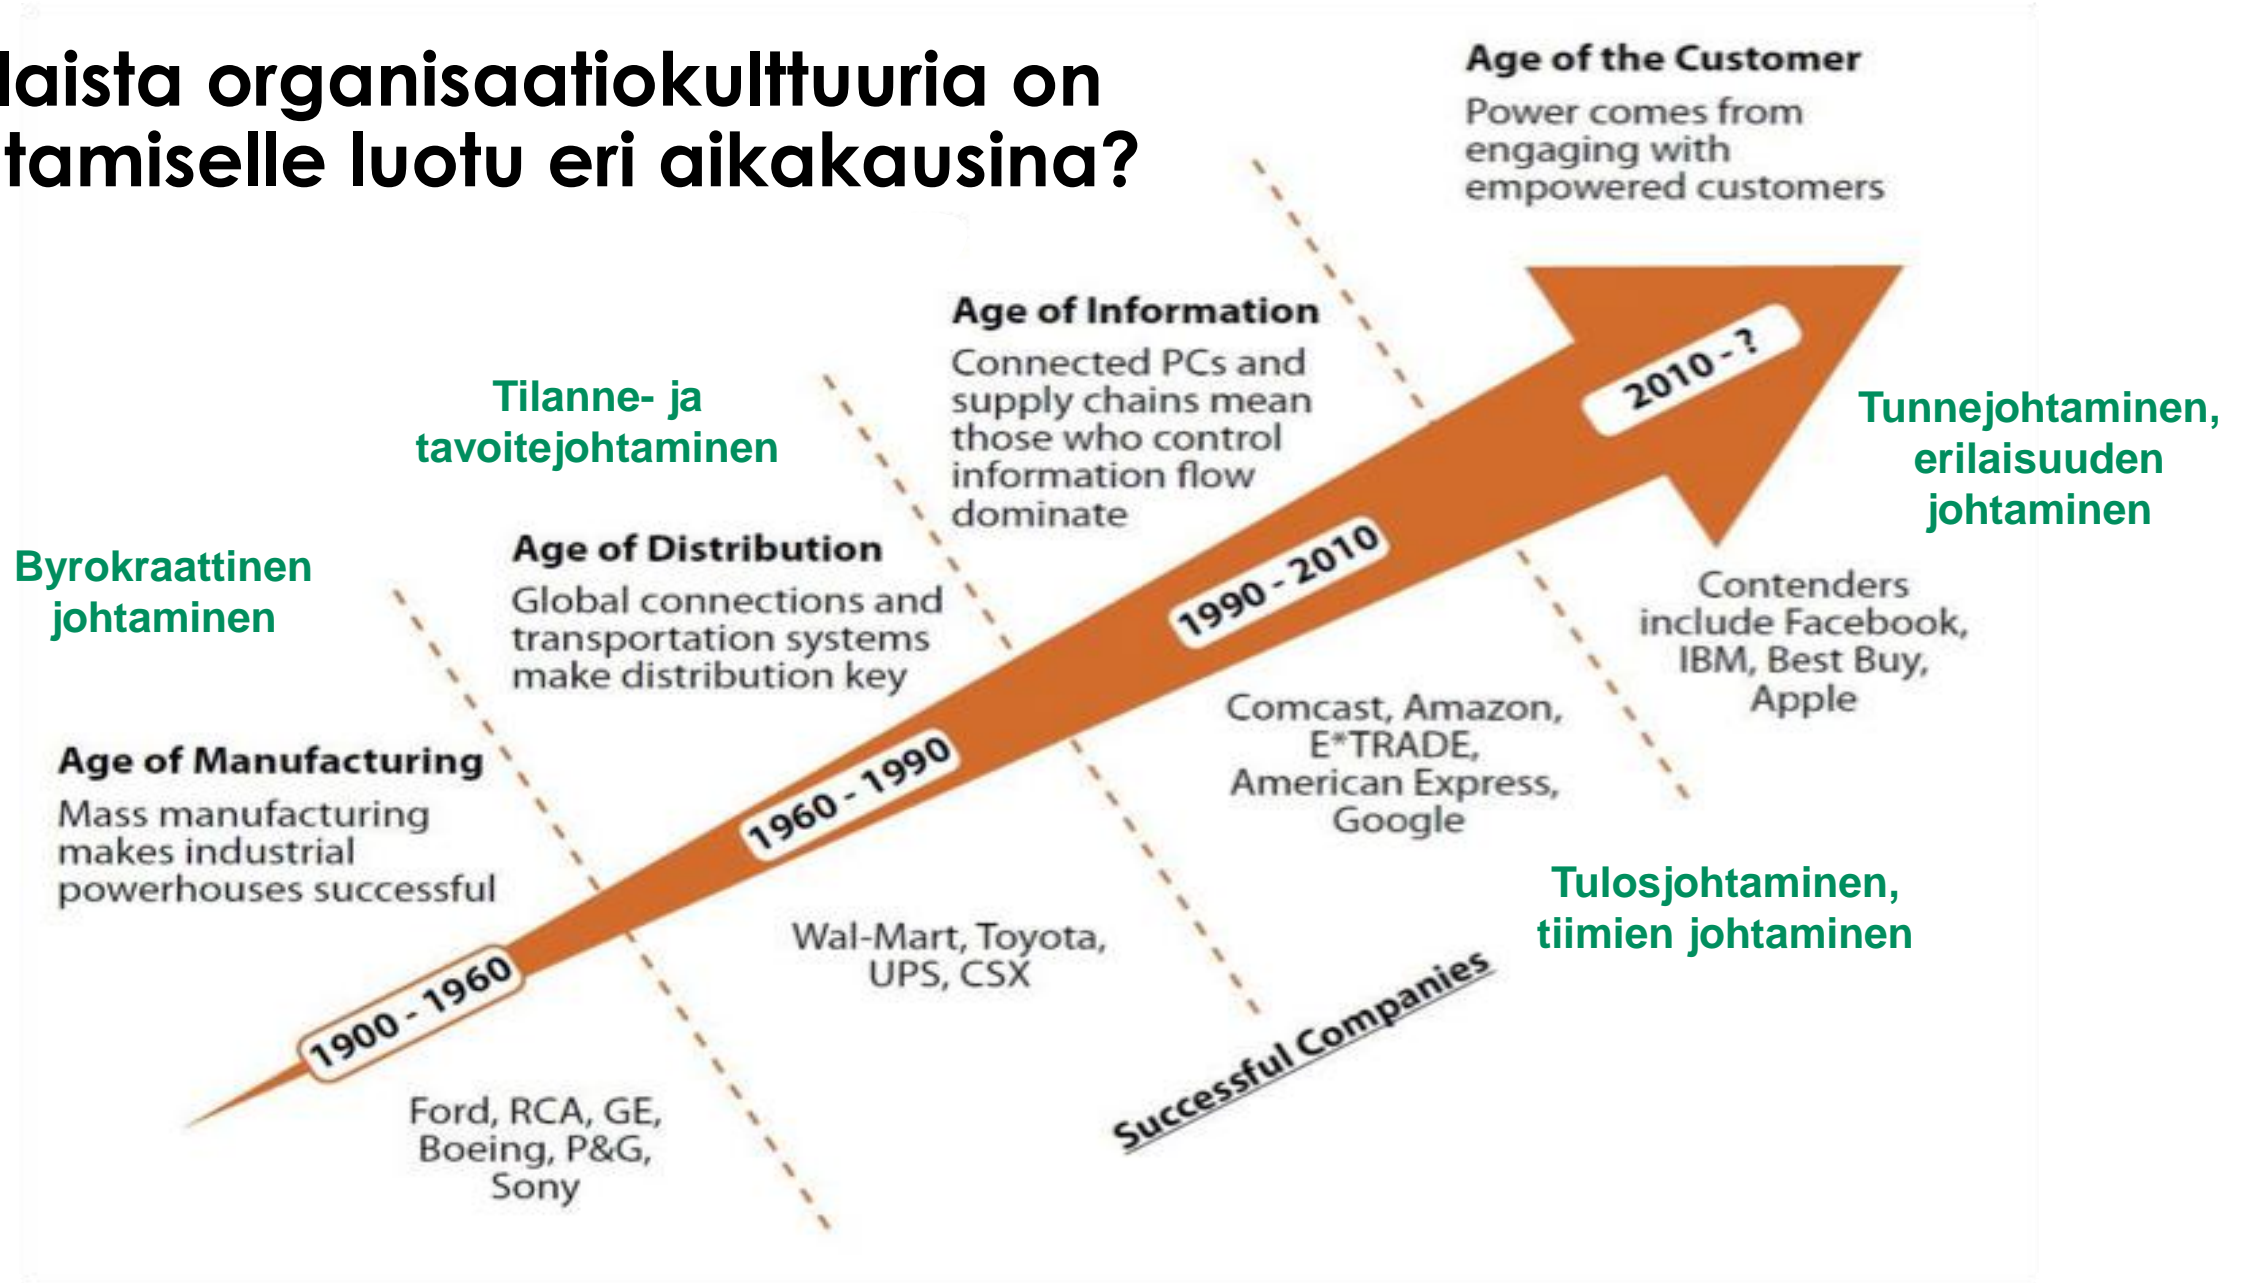 laista organisaatiokulttuuria on
tamiselle luotu eri aikakausina?
Age of the Customer
Power comes from
engaging with
empowered customers
Age of Information
Connected PCs and
supply chains mean
those who control
information flow
dominate
Tilanne- ja
tavoitejohtaminen
Age of Distribution
Global connections and
transportation systems
make distribution key
Byrokraattinen
johtaminen
Age of Manufacturing
Mass manufacturing
makes industrial
powerhouses successful
2010 - ?
1990 - 2010
1960 - 1990
1900 - 1960
Tunnejohtaminen,
erilaisuuden
johtaminen
Contenders
include Facebook,
IBM, Best Buy,
Apple
Comcast, Amazon,
E*TRADE,
American Express,
Google
Tulosjohtaminen,
tiimien johtaminen
Wal-Mart, Toyota,
UPS, CSX
Successful Companies
Ford, RCA, GE,
Boeing, P&G,
Sony